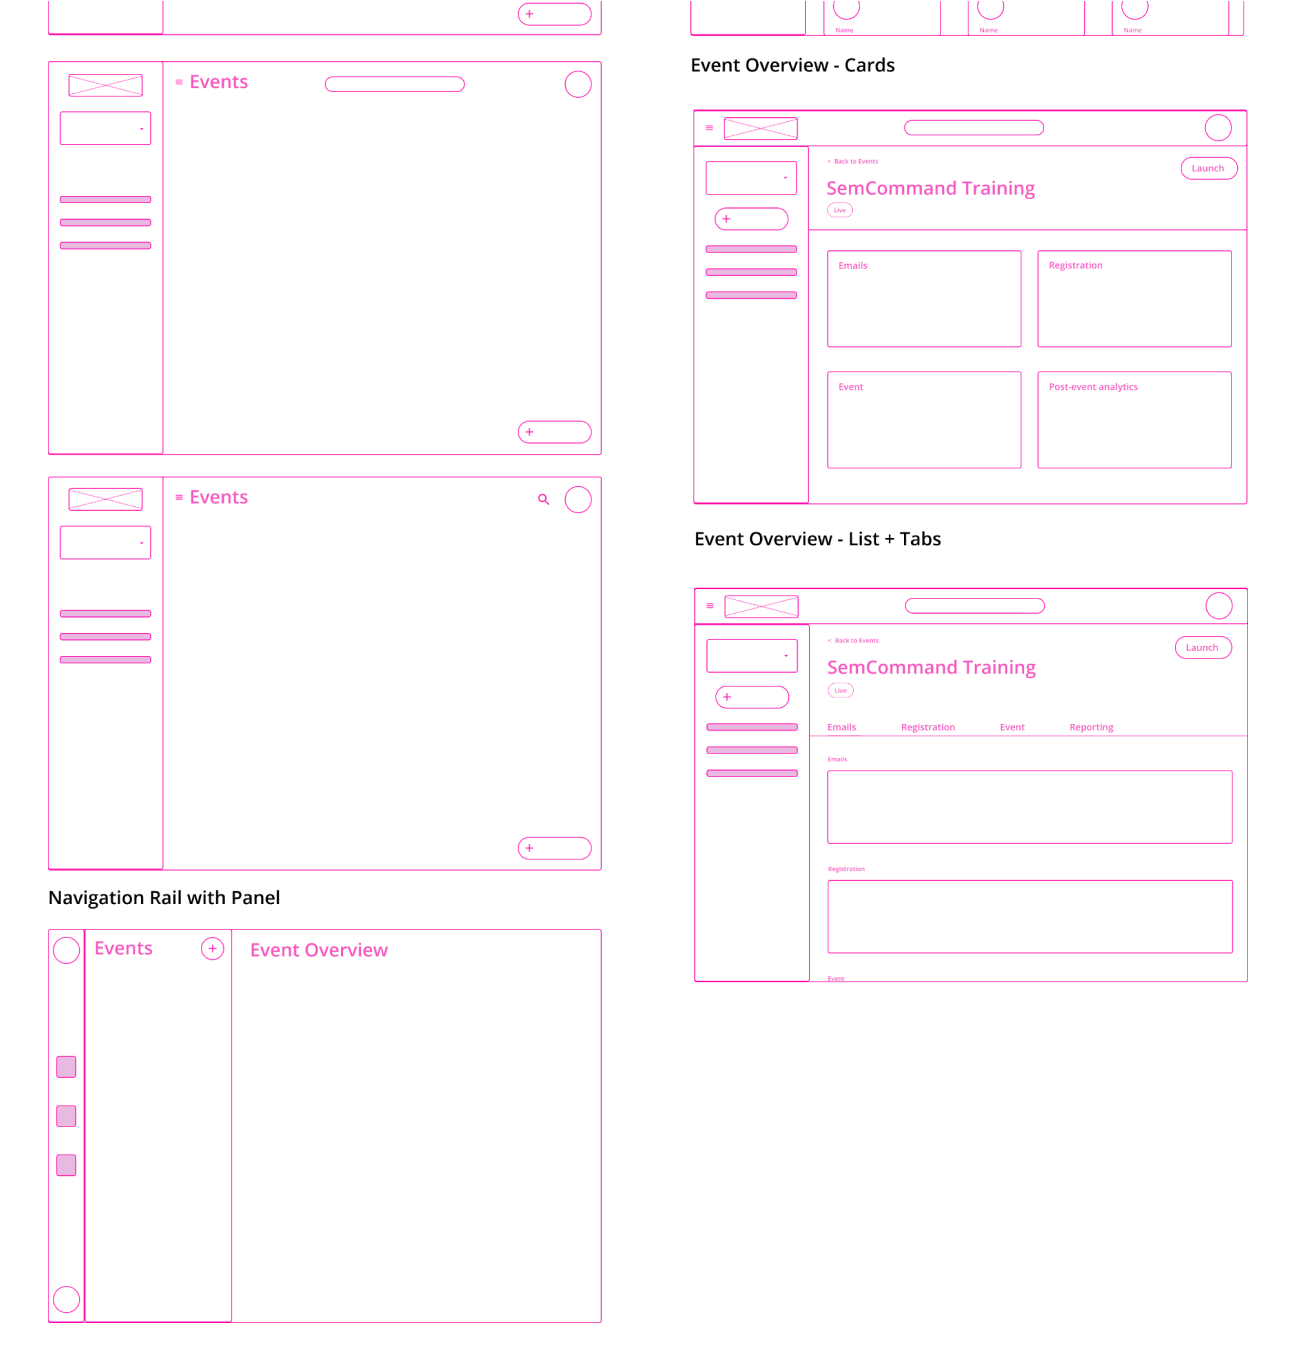 Events
Events
Navigation Rail with Panel
Events
Event Overview
Name
Name
Name
Event Overview - Cards
< Back to Events
Launch
SemCommand Training
Live
Emails
Registration
Event
Post-event analytics
Event Overview - List + Tabs
< Back to Events
Launch
SemCommand Training
Live
Emails
Registration
Event
Reporting
Emails
Registration
Event